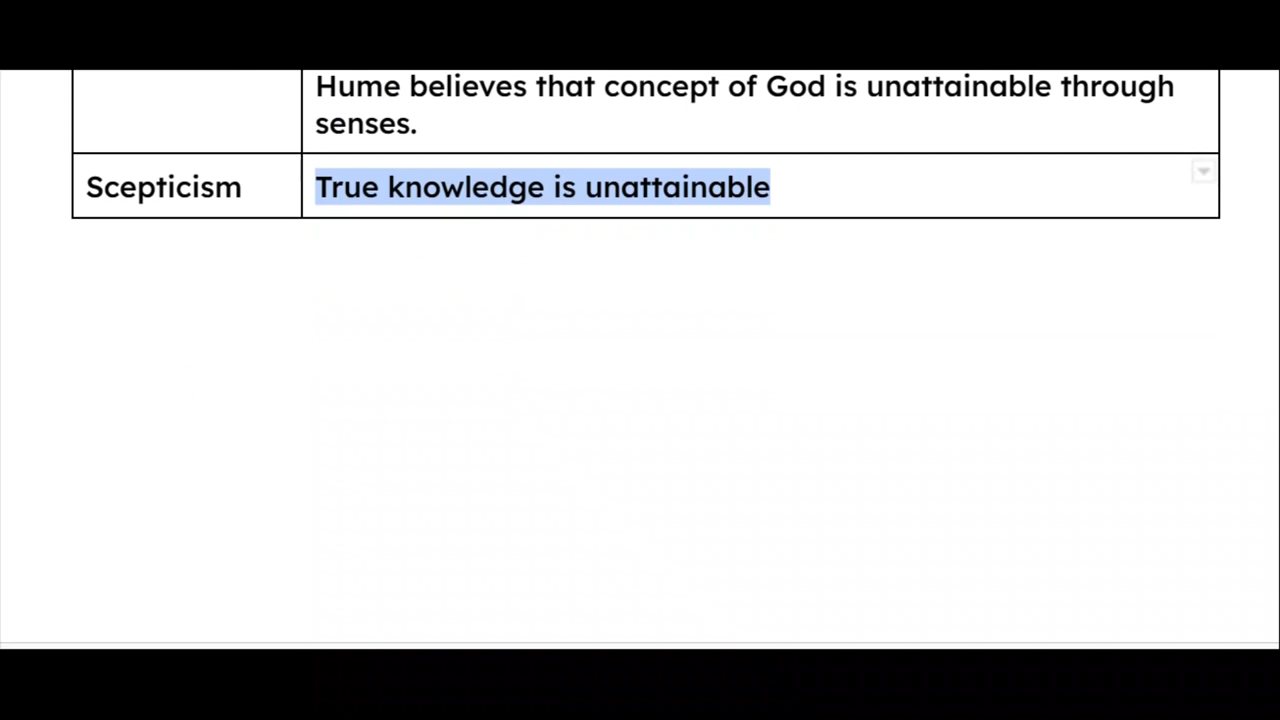 Hume believes that concept of God is unattainable through
senses.
Scepticism
True knowledge is unattainable